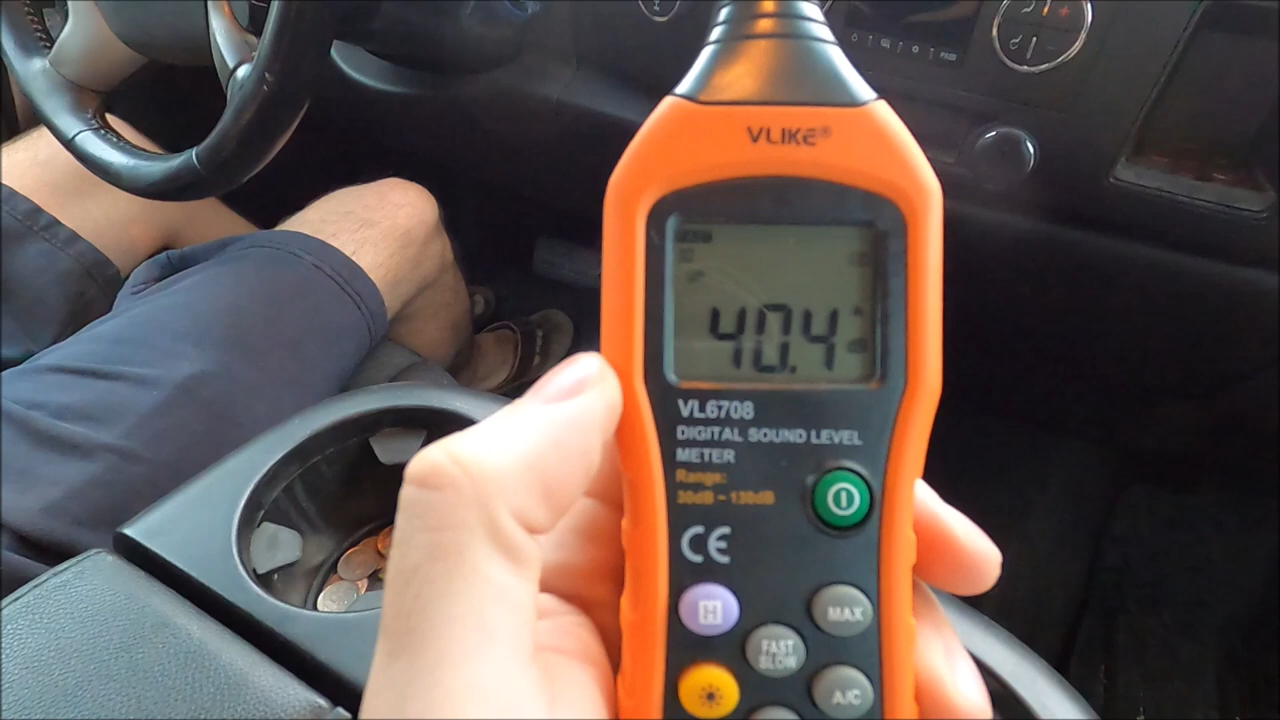 VLIKE®
40.4
VL6708
DIGITAL SOUND LEVEL
METER
Range:
30dB ~ 130dB
CE
H
MAX
FAST
SLOW
A/C